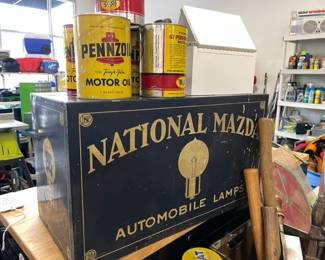 PENNZOIL
MOTOR OIL
NATIONAL MAZDA
AUTOMOBILE LAMPS